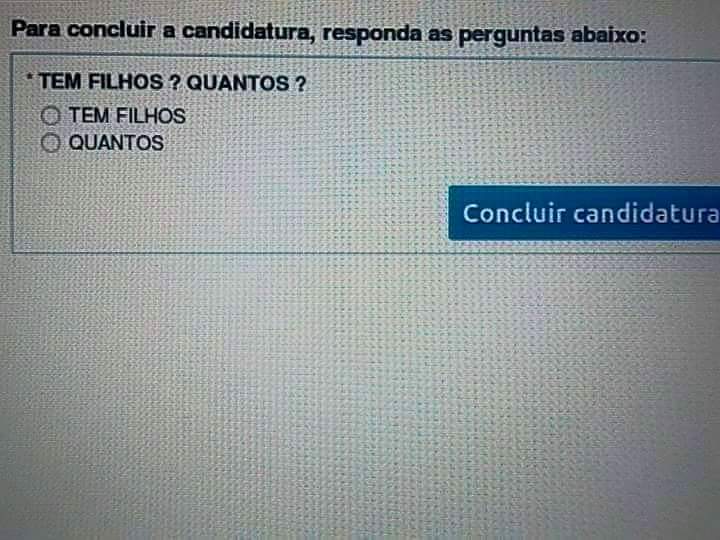 Para concluir a candidatura, responda as perguntas abaixo:
* TEM FILHOS ? QUANTOS ?
TEM FILHOS
QUANTOS
Concluir candidatura